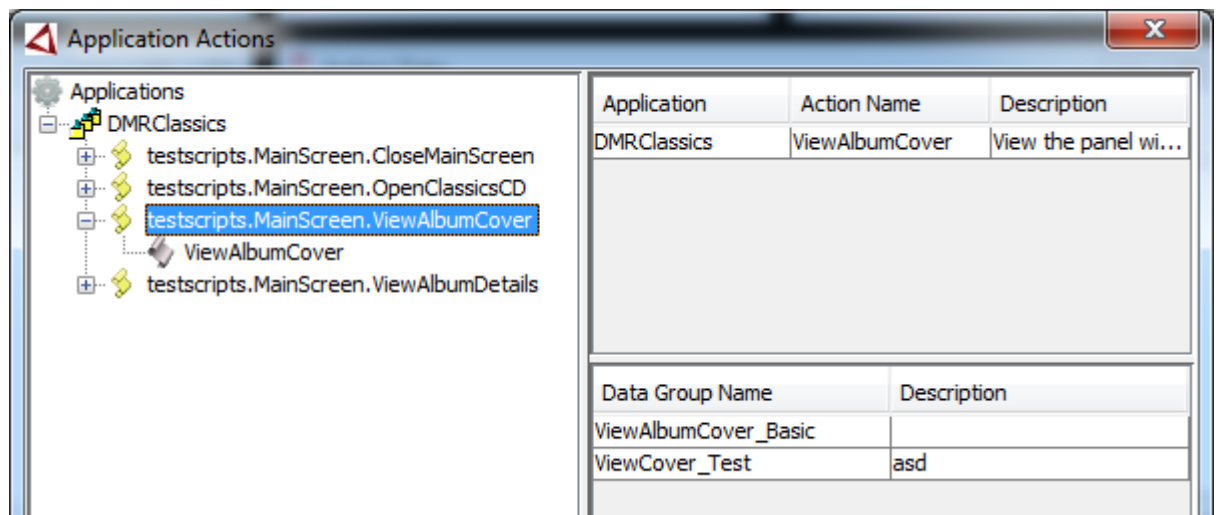 Application Actions
Applications
DMRClassics
testscripts.MainScreen.CloseMainScreen
testscripts.MainScreen.OpenClassicsCD
testscripts.MainScreen.ViewAlbumCover
ViewAlbumCover
testscripts.MainScreen.ViewAlbumDetails
Application Action Name Description
DMRClassics ViewAlbumCover View the panel wi...
Data Group Name Description
ViewAlbumCover_Basic
ViewCover_Test asd